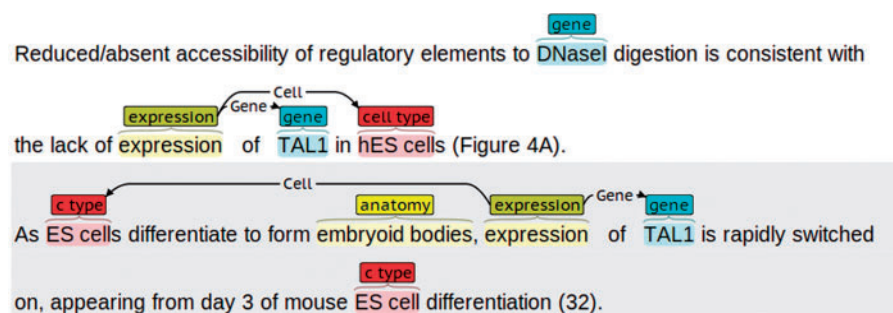 gene
Reduced/absent accessibility of regulatory elements to DNaseI digestion is consistent with
Cell
Gene
expression gene cell type
the lack of expression of TAL1 in hES cells (Figure 4A).
Cell
Gene
c type anatomy expression gene
As ES cells differentiate to form embryoid bodies, expression of TAL1 is rapidly switched
c type
on, appearing from day 3 of mouse ES cell differentiation (32).